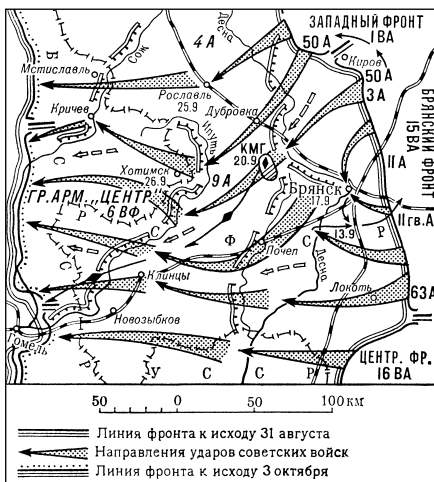 ЗАПАДНЫЙ ФРОНТ
1 ВА
50 А
4 А
Сож
Десна
Киров
50 А
Мстиславль
Рославль
25.9
3 А
БРЯНСКИЙ ФРОНТ
15 ВА
Кричев
Дубровка
КМГ
20.9
11 А
Хотимск
26.9
9 А
Брянск
17.9
ГР. АРМ. „ЦЕНТР"
6 ВФ
11 гв. А
13.9
Почеп
Клинцы
Десна
Локоть
63 А
Новозыбков
Гомель
ЦЕНТР. ФР.
16 ВА
Б
С
Р
С
Ф
С
Р
С
Р
У
С
С
Р
50 0 50 100 км
Линия фронта к исходу 31 августа
Направления ударов советских войск
Линия фронта к исходу 3 октября